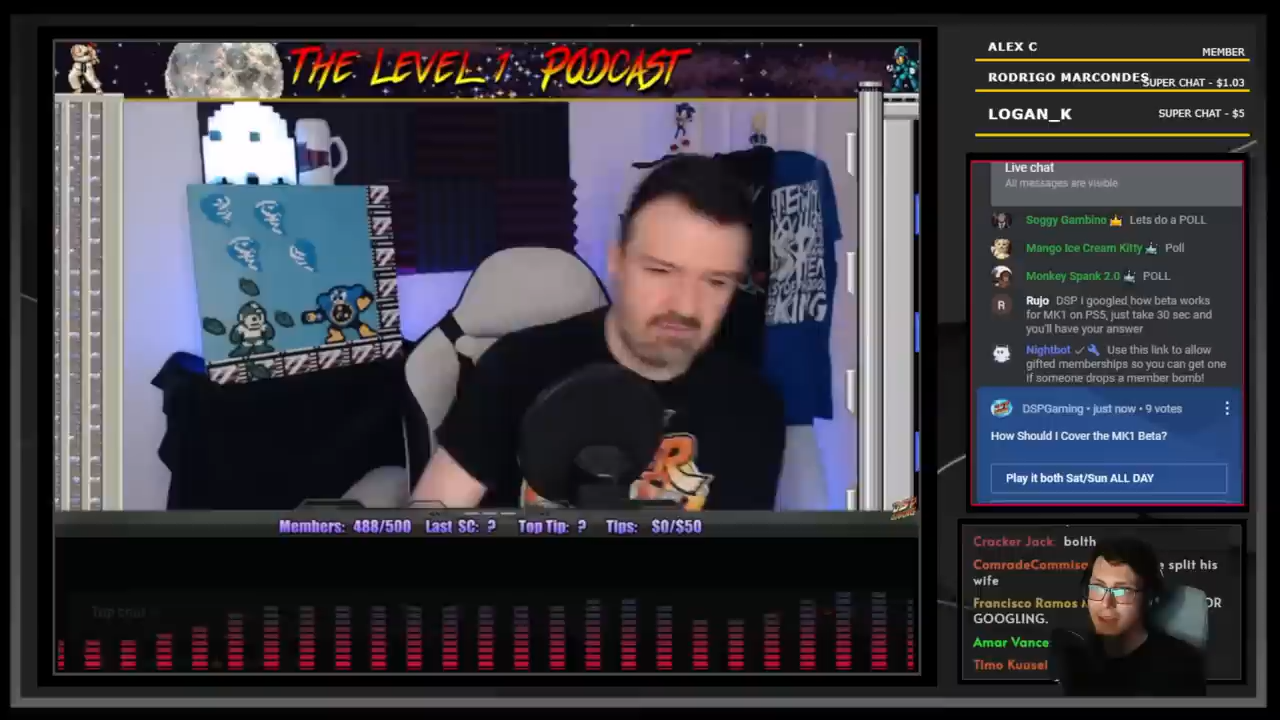 THE LEVEL 1 PODCAST
Members: 488/500 Last SC: ? Top Tip: ? Tips: $0/$50
Top chat
ALEX C MEMBER
RODRIGO MARCONDES SUPER CHAT - $1.03
LOGAN_K SUPER CHAT - $5
Live chat
All messages are visible
Soggy Gambino Lets do a POLL
Mango Ice Cream Kitty Poll
Monkey Spank 2.0 POLL
Rujo DSP I googled how beta works
for MK1 on PS5, just take 30 sec and
you'll have your answer
Nightbot Use this link to allow
gifted memberships so you can get one
if someone drops a member bomb!
DSPGaming • just now • 9 votes
How Should I Cover the MK1 Beta?
Play it both Sat/Sun ALL DAY
Cracker Jack: bolth
split his
wife
Francisco Ramos
GOOGLING.
Amar Vance
Timo Kuusel